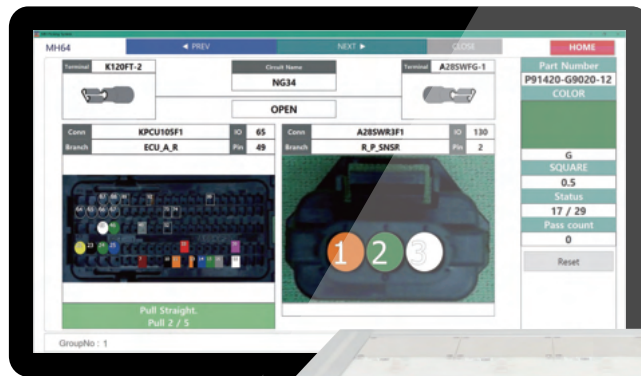 MH64
◄ PREV
NEXT ►
CLOSE
HOME
Terminal K120FT-2
Circuit Name
NG34
Terminal A28SWFG-1
OPEN
Conn KPCU105F1 IO 65
Branch ECU_A_R Pin 49
Conn A28SWR3F1 IO 130
Branch R_P_SNSR Pin 2
1 2 3
Pull Straight.
Pull 2 / 5
Part Number
P91420-G9020-12
COLOR
G
SQUARE
0.5
Status
17 / 29
Pass count
0
Reset
GroupNo : 1